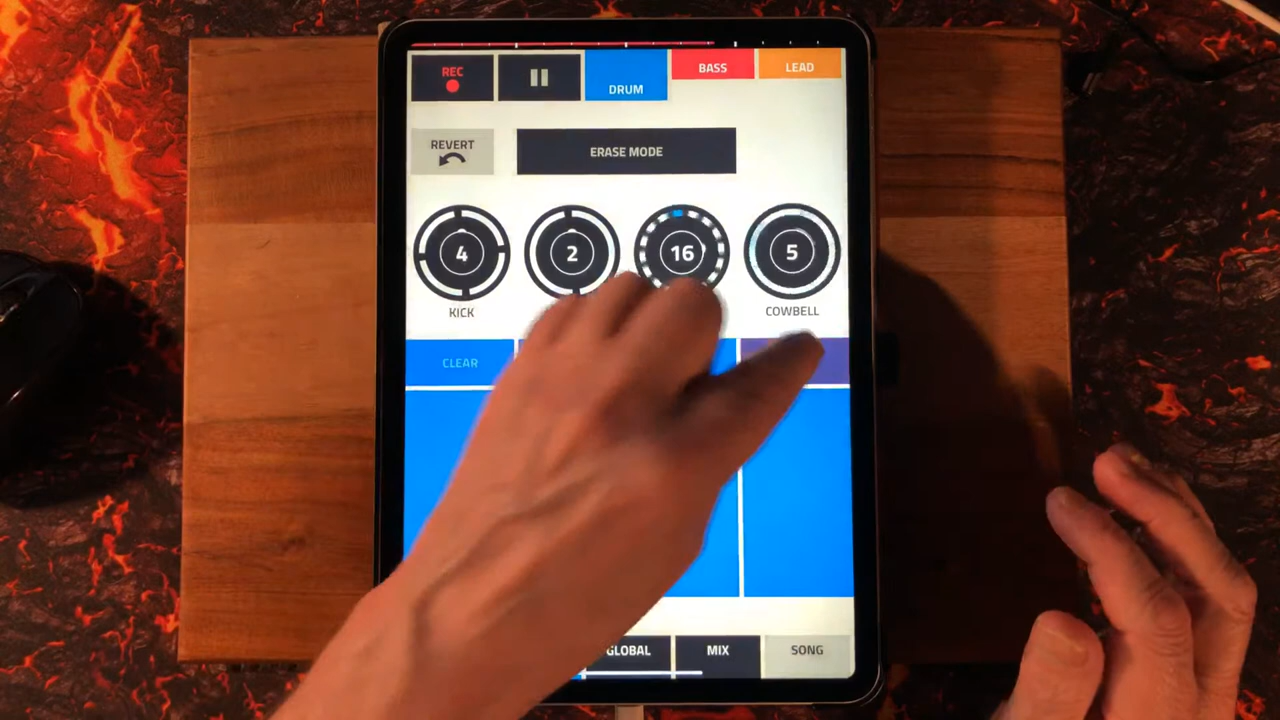 REC
DRUM
BASS
LEAD
REVERT
ERASE MODE
4
2
16
5
KICK
COWBELL
CLEAR
GLOBAL
MIX
SONG